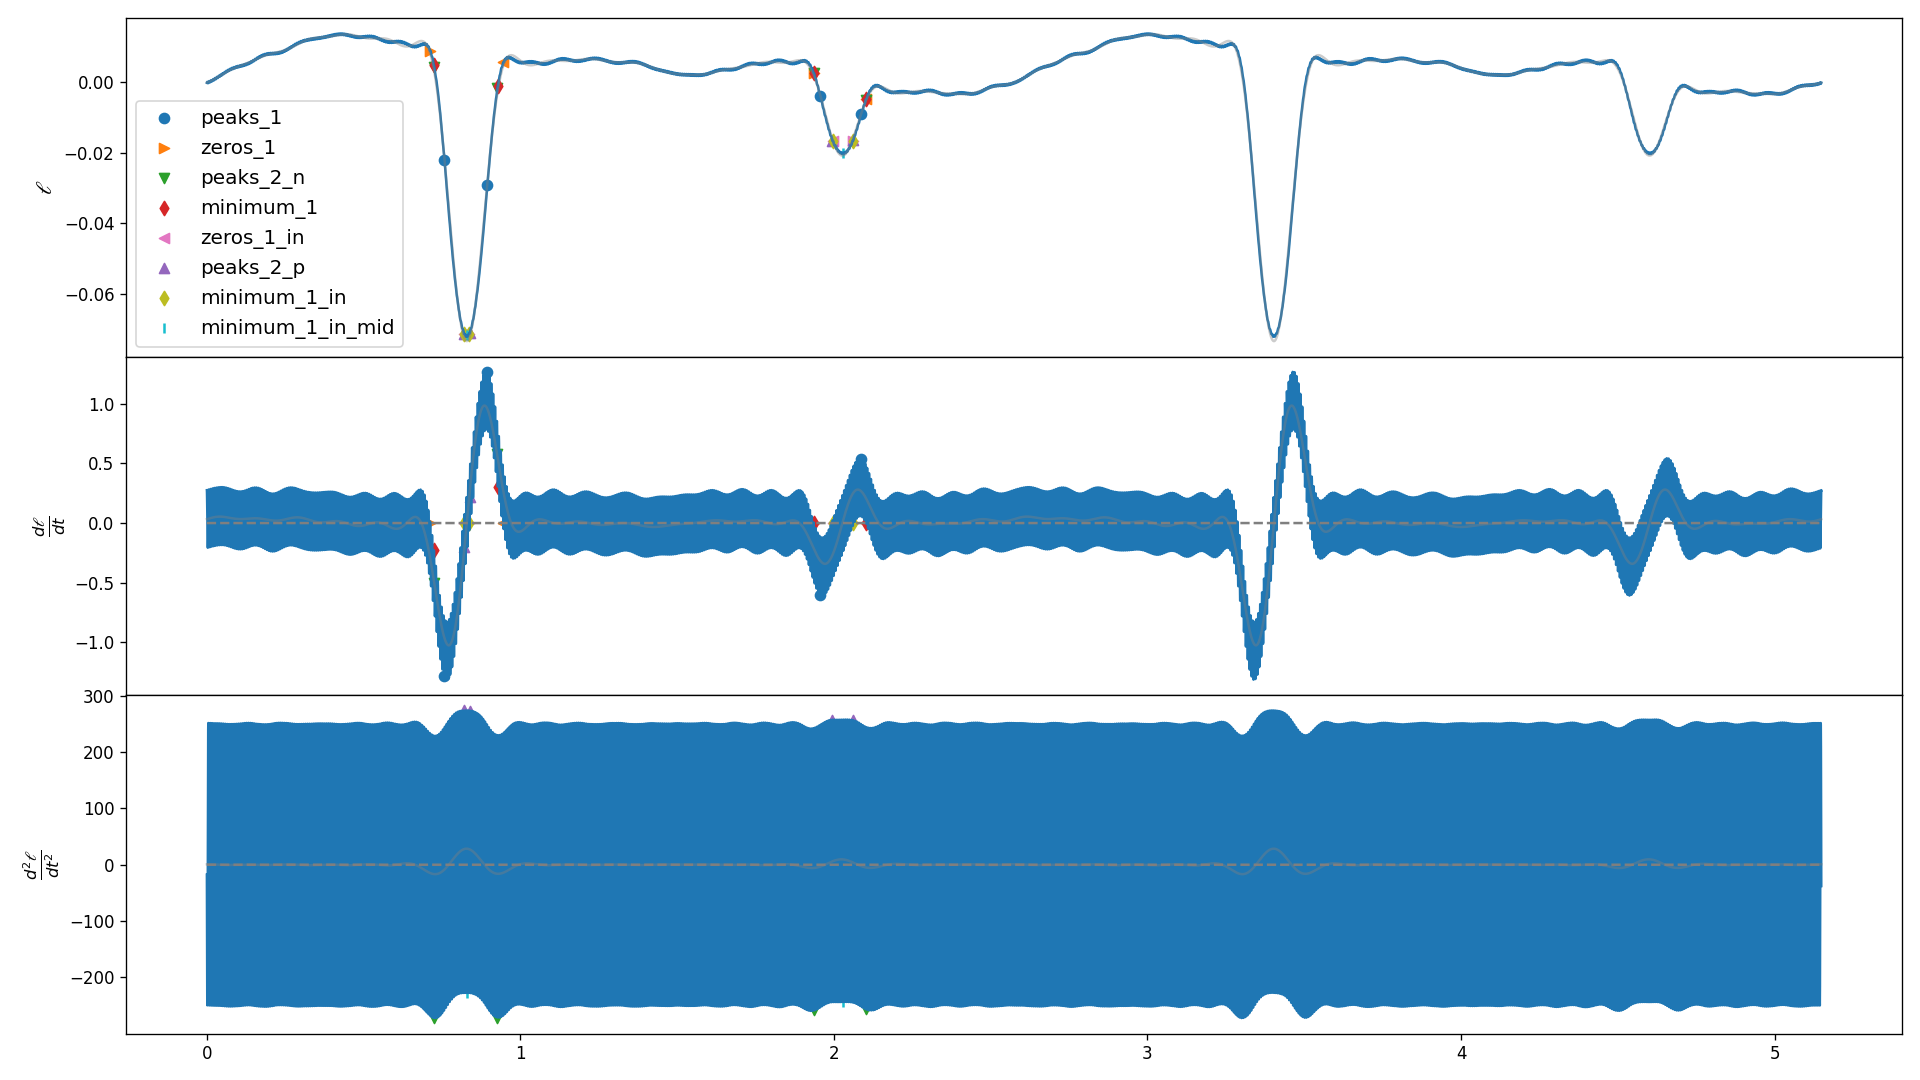 0.00
−0.02
−0.04
−0.06
ℓ
peaks_1
zeros_1
peaks_2_n
minimum_1
zeros_1_in
peaks_2_p
minimum_1_in
minimum_1_in_mid
1.0
0.5
0.0
−0.5
−1.0
dℓ
dt
300
200
100
0
−100
−200
d²ℓ
dt²
0 1 2 3 4 5